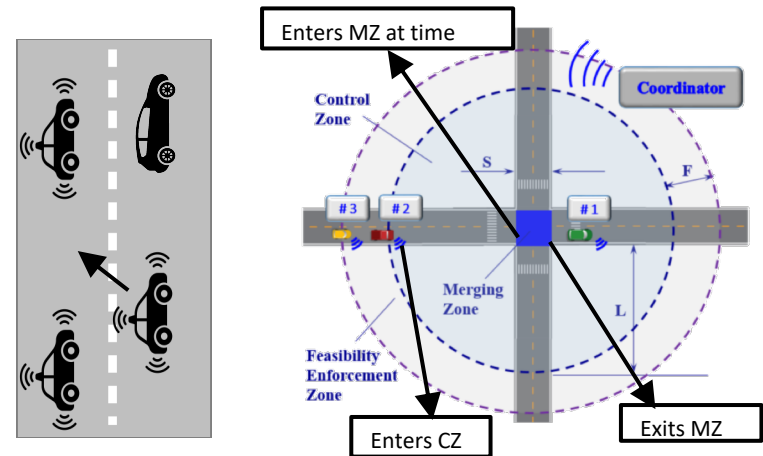 Enters MZ at time
Coordinator
Control
Zone
S
F
#3
#2
#1
Merging
Zone
L
Feasibility
Enforcement
Zone
Enters CZ
Exits MZ